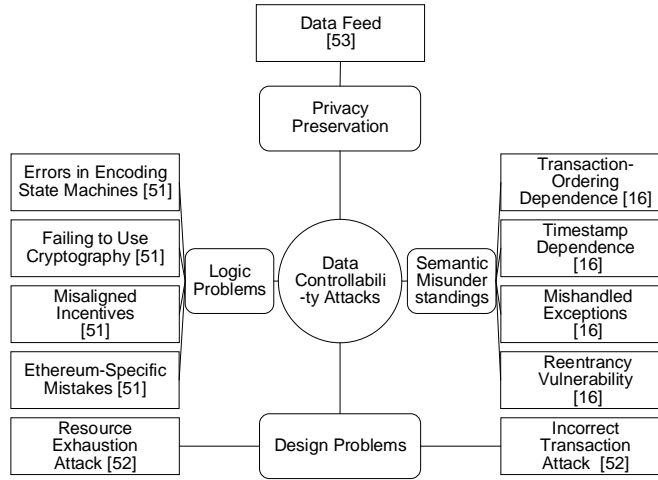 Data Feed
[53]
Privacy
Preservation
Errors in Encoding
State Machines [51]
Failing to Use
Cryptography [51]
Misaligned Incentives
[51]
Ethereum-Specific
Mistakes [51]
Resource
Exhaustion
Attack [52]
Logic
Problems
Data
Controllabili
-ty Attacks
Semantic
Misunder
standings
Transaction-
Ordering
Dependence [16]
Timestamp
Dependence
[16]
Mishandled
Exceptions
[16]
Reentrancy
Vulnerability
[16]
Design Problems
Incorrect
Transaction
Attack [52]